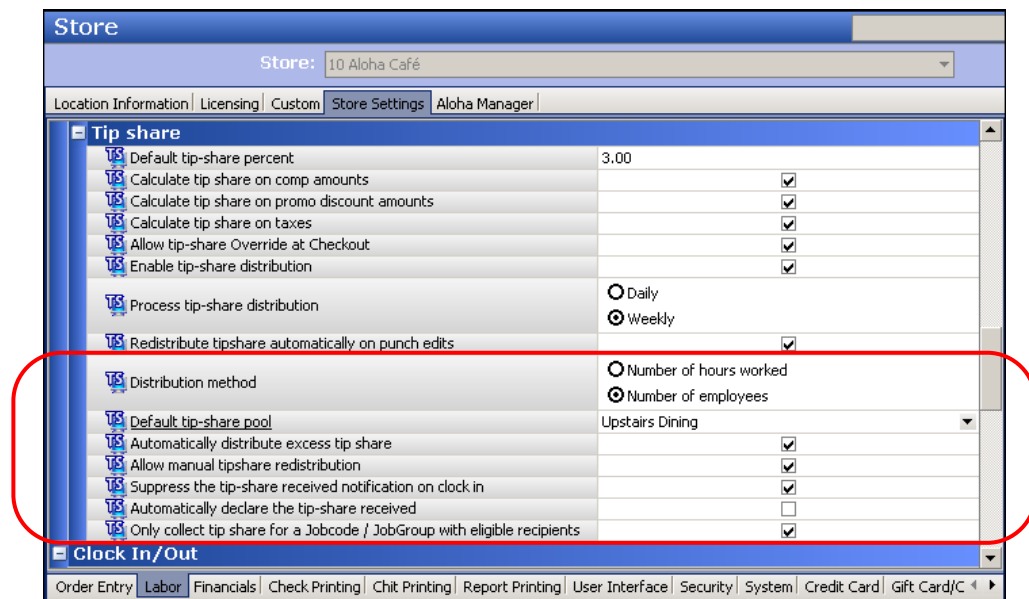 Store
Store: 10 Aloha Café
Location Information Licensing Custom Store Settings Aloha Manager
Tip share
Default tip-share percent 3.00
Calculate tip share on comp amounts
Calculate tip share on promo discount amounts
Calculate tip share on taxes
Allow tip-share Override at Checkout
Enable tip-share distribution
Process tip-share distribution
Daily
Weekly
Redistribute tipshare automatically on punch edits
Distribution method
Number of hours worked
Number of employees
Default tip-share pool Upstairs Dining
Automatically distribute excess tip share
Allow manual tipshare redistribution
Suppress the tip-share received notification on clock in
Automatically declare the tip-share received
Only collect tip share for a Jobcode / JobGroup with eligible recipients
Clock In/Out
Order Entry Labor Financials Check Printing Chit Printing Report Printing User Interface Security System Credit Card Gift Card/C